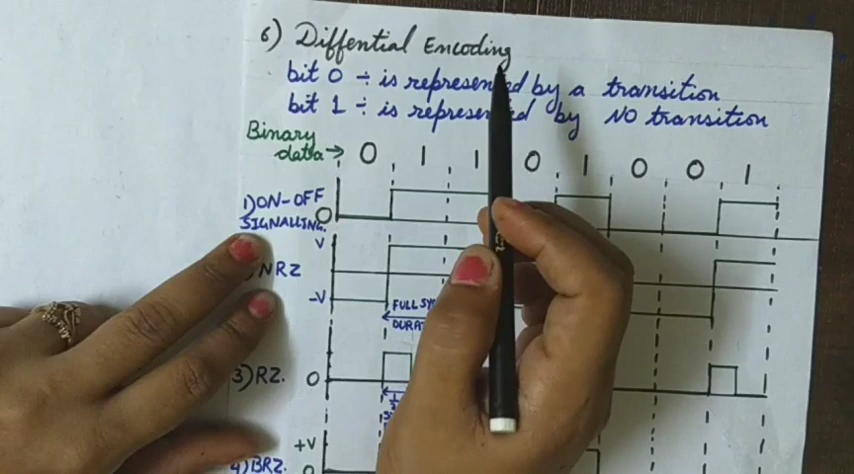 6) Diffential Encoding
bit 0 ÷ is represented by a transition
bit 1 ÷ is represented by NO transition
Binary data → 0 1 1 0 1 0 0 1
1) ON-OFF SIGNALLING. 0
V
NRZ
-V
FULL
3) RZ. 0
+V
4) BRZ. 0